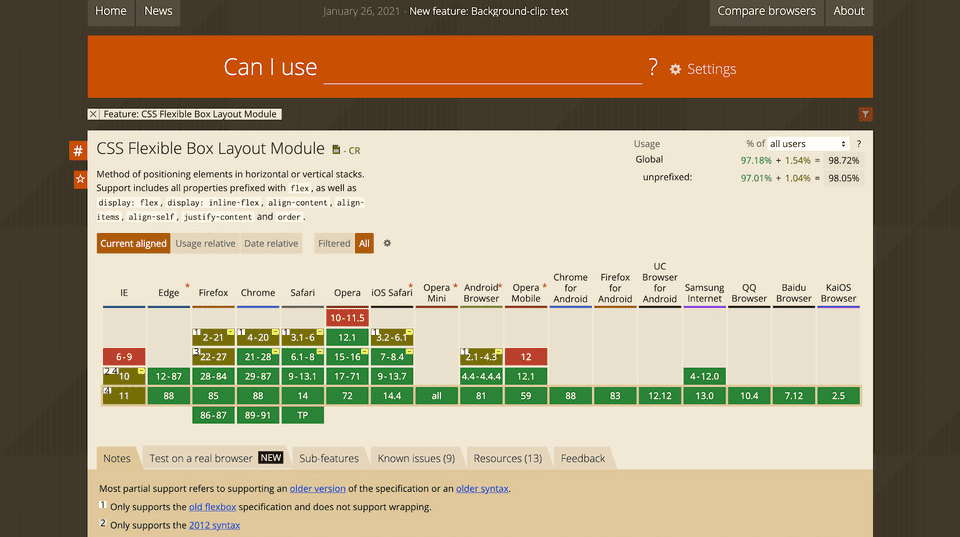 Home News January 26, 2021 - New feature: Background-clip: text Compare browsers About
Can I use ? Settings
Feature: CSS Flexible Box Layout Module
# CSS Flexible Box Layout Module - CR
Usage % of all users ?
Global 97.18% + 1.54% = 98.72%
unprefixed: 97.01% + 1.04% = 98.05%
Method of positioning elements in horizontal or vertical stacks.
Support includes all properties prefixed with flex, as well as
display: flex, display: inline-flex, align-content, align-
items, align-self, justify-content and order.
Current aligned Usage relative Date relative Filtered All
IE Edge * Firefox Chrome Safari Opera iOS Safari * Opera Mini Android Browser * Opera Mobile * Chrome for Android Firefox for Android UC Browser for Android Samsung Internet QQ Browser Baidu Browser KaiOS Browser
10-11.5
1 2-21 1 4-20 1 3.1-6 12.1 1 3.2-6.1
6-9 3 22-27 21-28 6.1-8 15-16 7-8.4 1 2.1-4.3 12
2 4 10 12-87 28-84 29-87 9-13.1 17-71 9-13.7 4.4-4.4.4 12.1 4-12.0
4 11 88 85 88 14 72 14.4 all 81 59 88 83 12.12 13.0 10.4 7.12 2.5
86-87 89-91 TP
Notes Test on a real browser NEW Sub-features Known issues (9) Resources (13) Feedback
Most partial support refers to supporting an older version of the specification or an older syntax.
1 Only supports the old flexbox specification and does not support wrapping.
2 Only supports the 2012 syntax